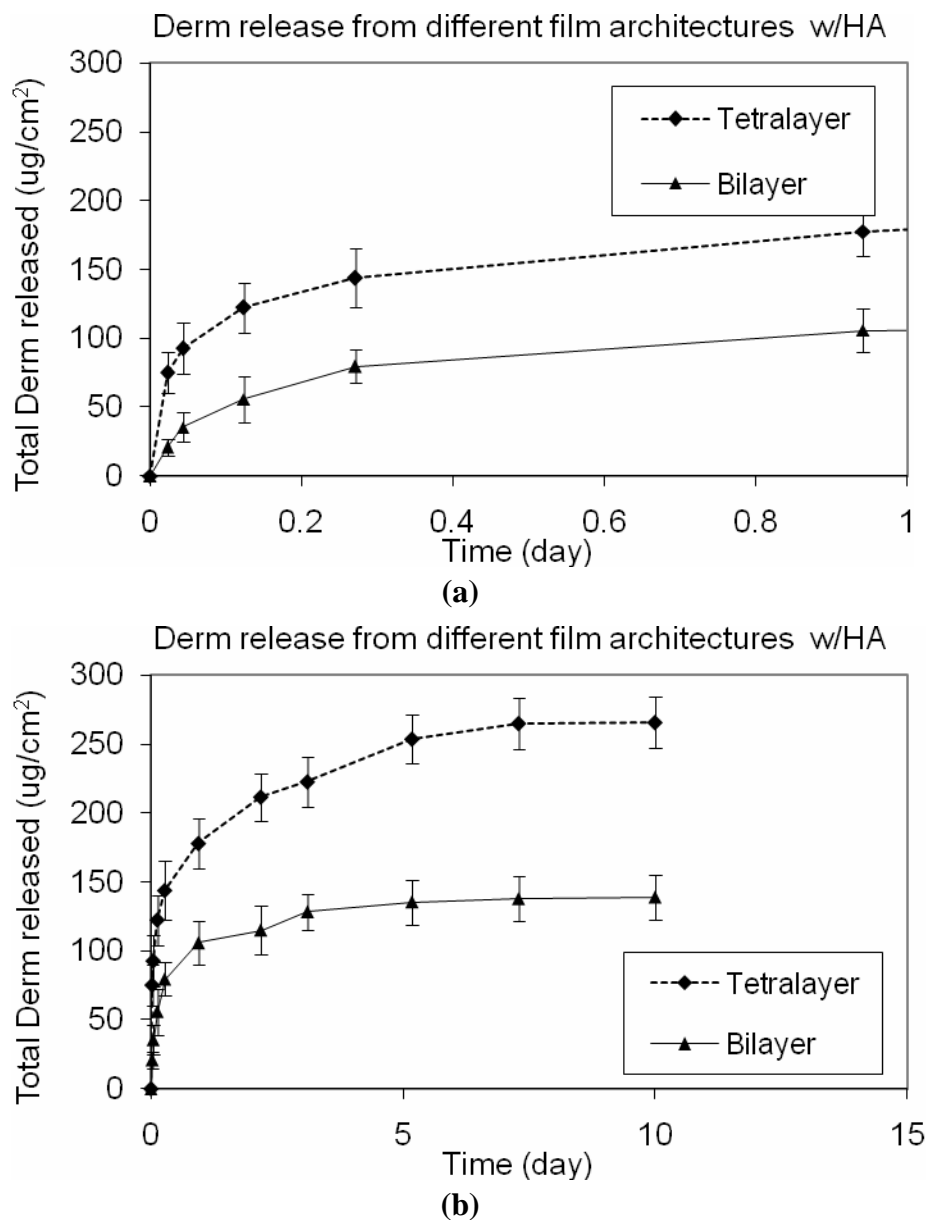 Derm release from different film architectures w/HA
Total Derm released (ug/cm²)
300
250
200
150
100
50
0
Tetralayer
Bilayer
0 0.2 0.4 0.6 0.8 1
Time (day)
(a)
Derm release from different film architectures w/HA
Total Derm released (ug/cm²)
300
250
200
150
100
50
0
Tetralayer
Bilayer
0 5 10 15
Time (day)
(b)